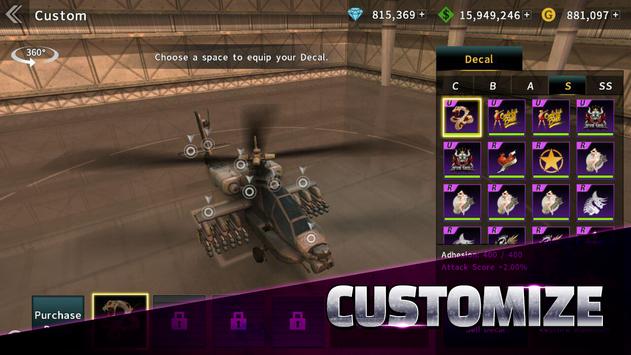 Custom
815,369 +
15,949,246 +
G 881,097 +
360°
Choose a space to equip your Decal.
Decal
C B A S SS
U U U U
R R R
R R R R
Adhesion 400 / 400
Attack Score +2.00%
Purchase
CUSTOMIZE